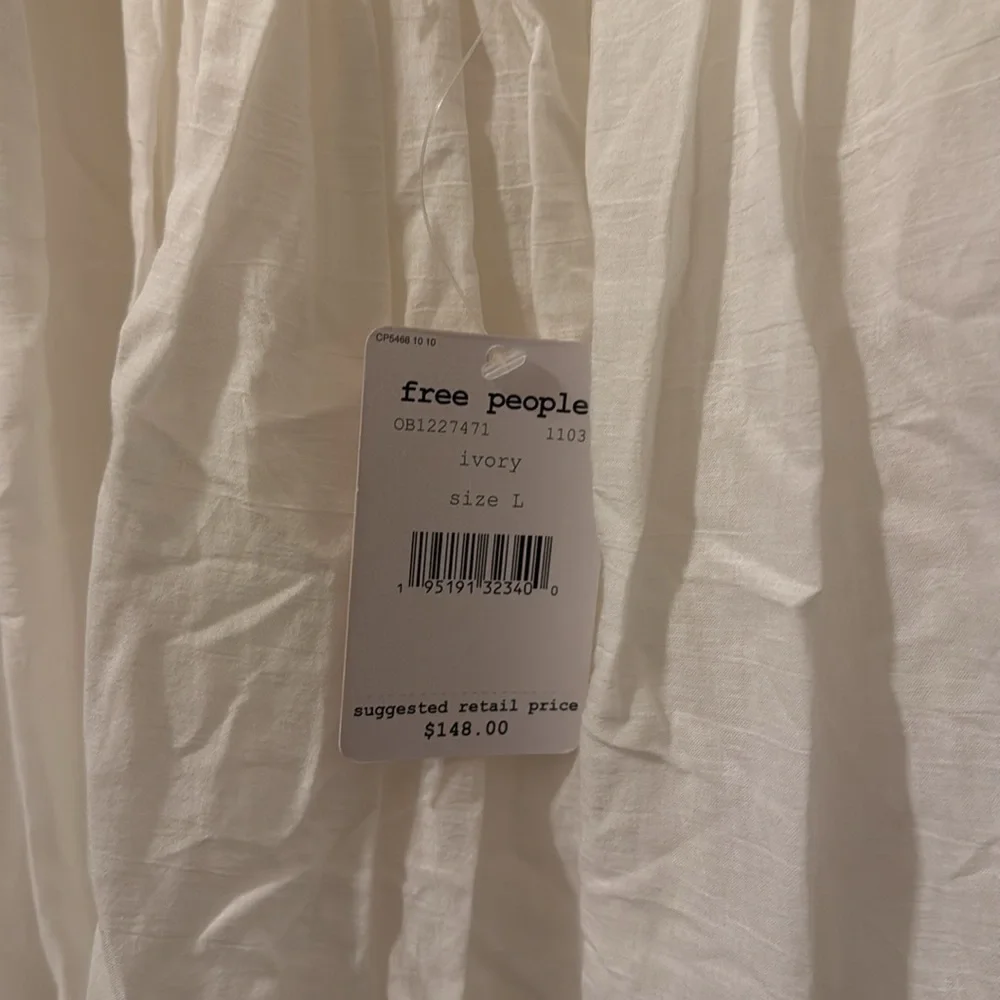 CP5468 10 10
free people
OB1227471 1103
ivory
size L
1 95191 32340 0
suggested retail price
$148.00